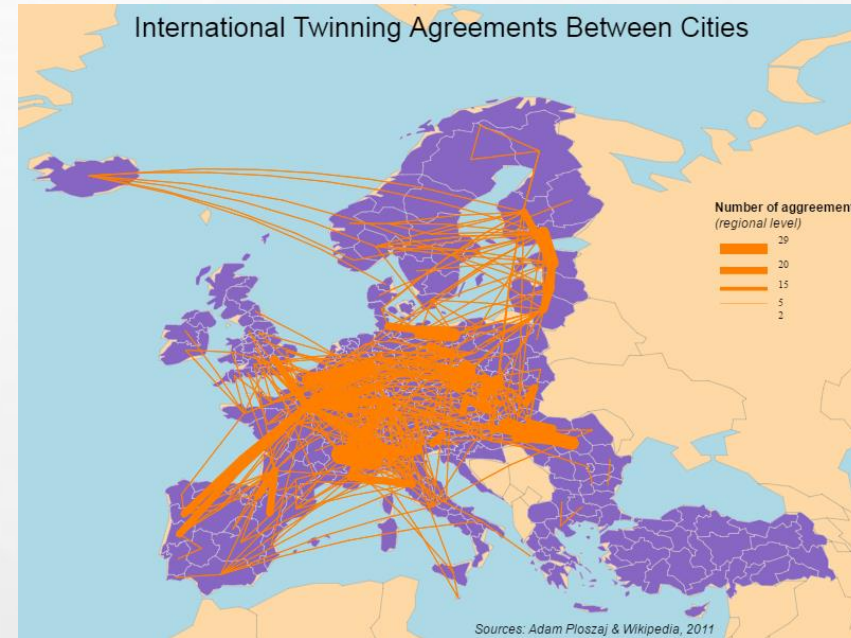 International Twinning Agreements Between Cities
Number of aggreement
(regional level)
29
20
15
5
2
Sources: Adam Ploszaj & Wikipedia, 2011